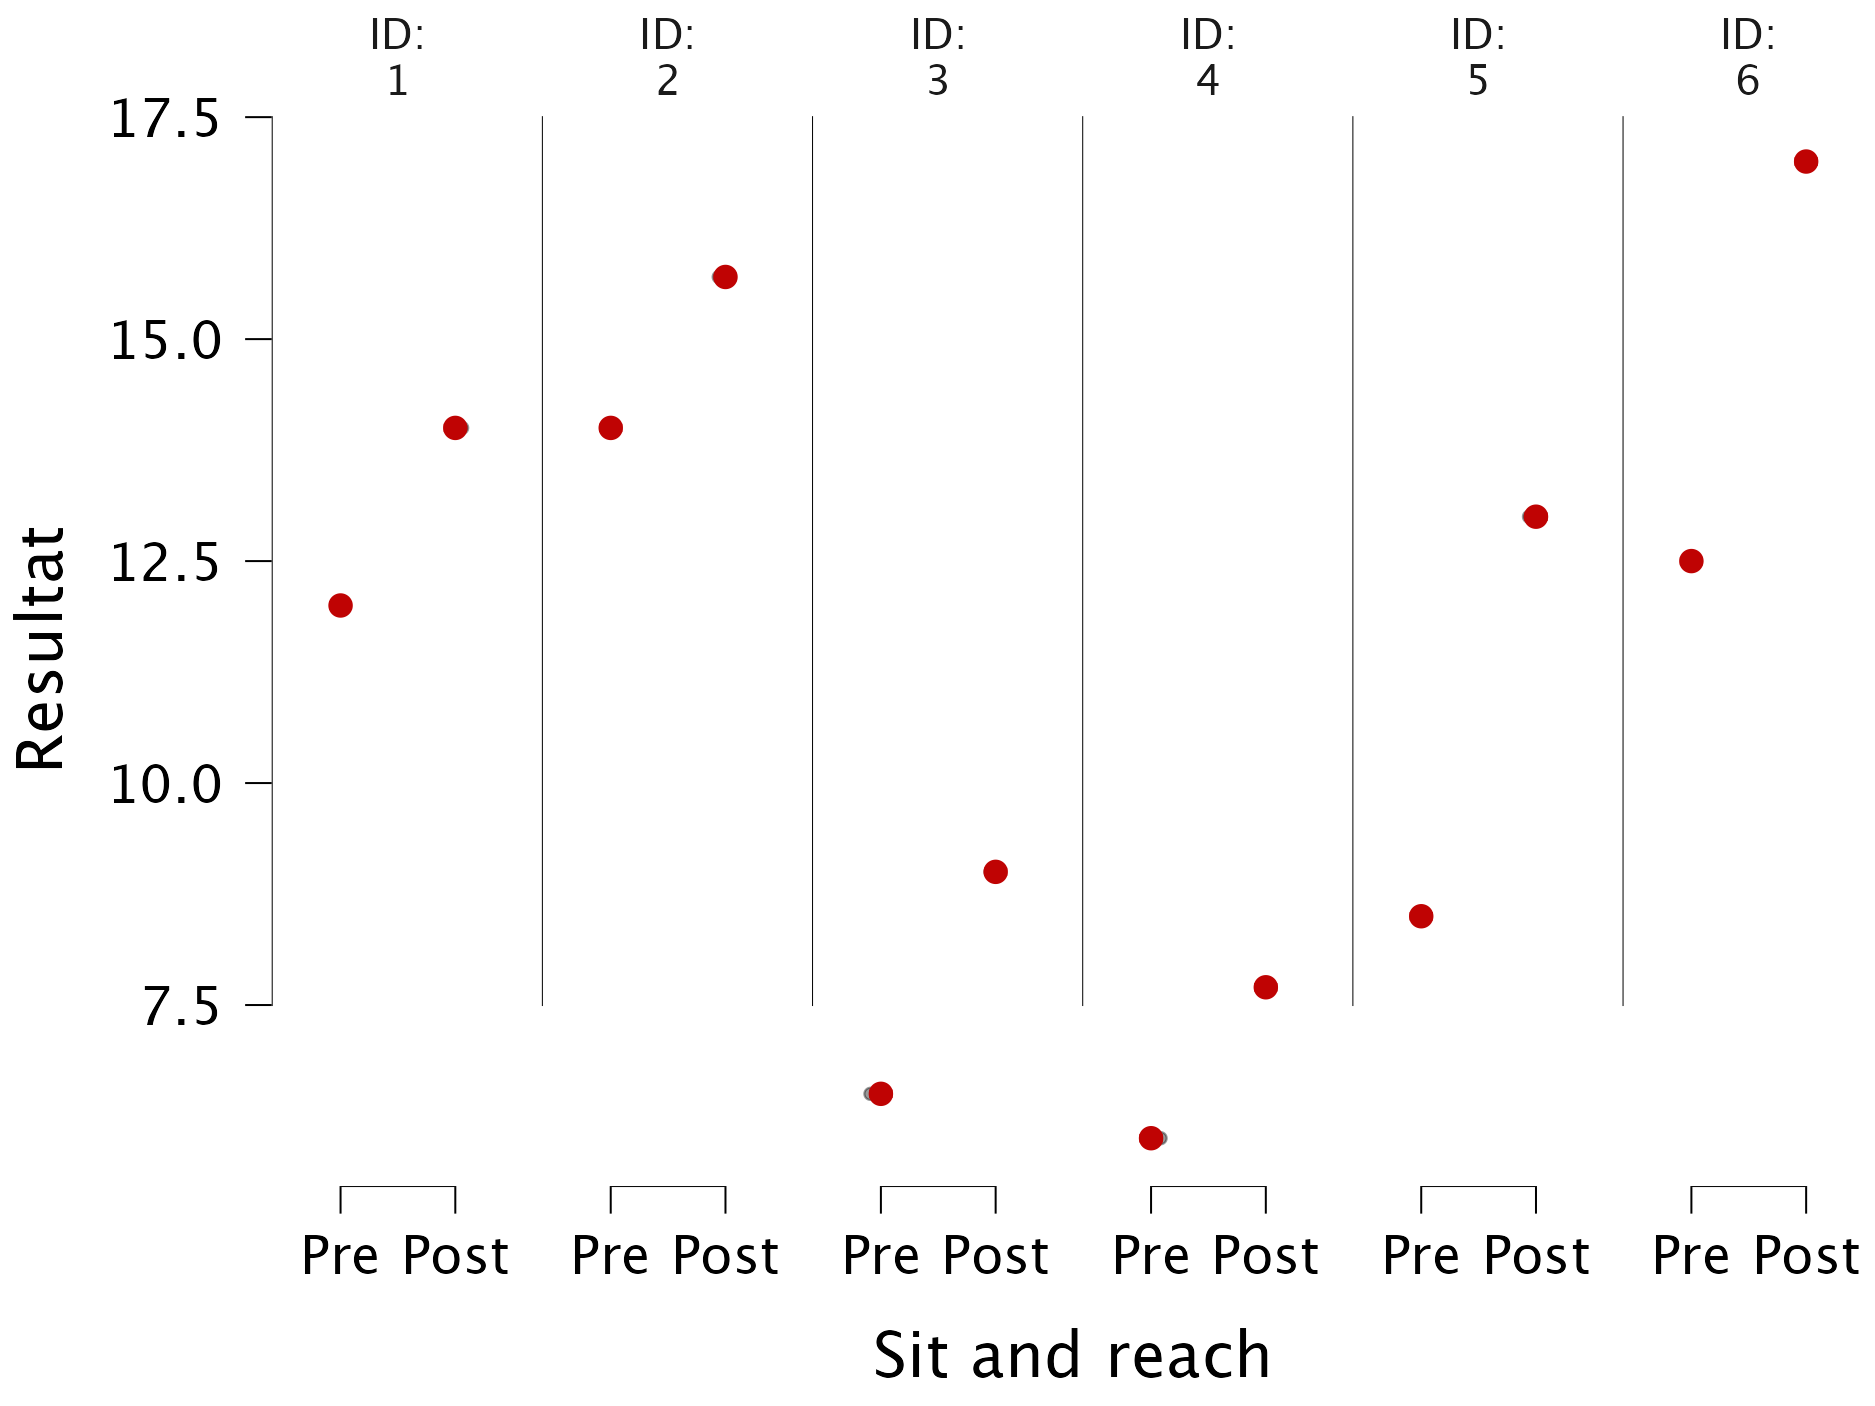 ID: ID: ID: ID: ID: ID:
1 2 3 4 5 6
17.5
15.0
12.5
10.0
7.5
Resultat
Pre Post Pre Post Pre Post Pre Post Pre Post Pre Post
Sit and reach